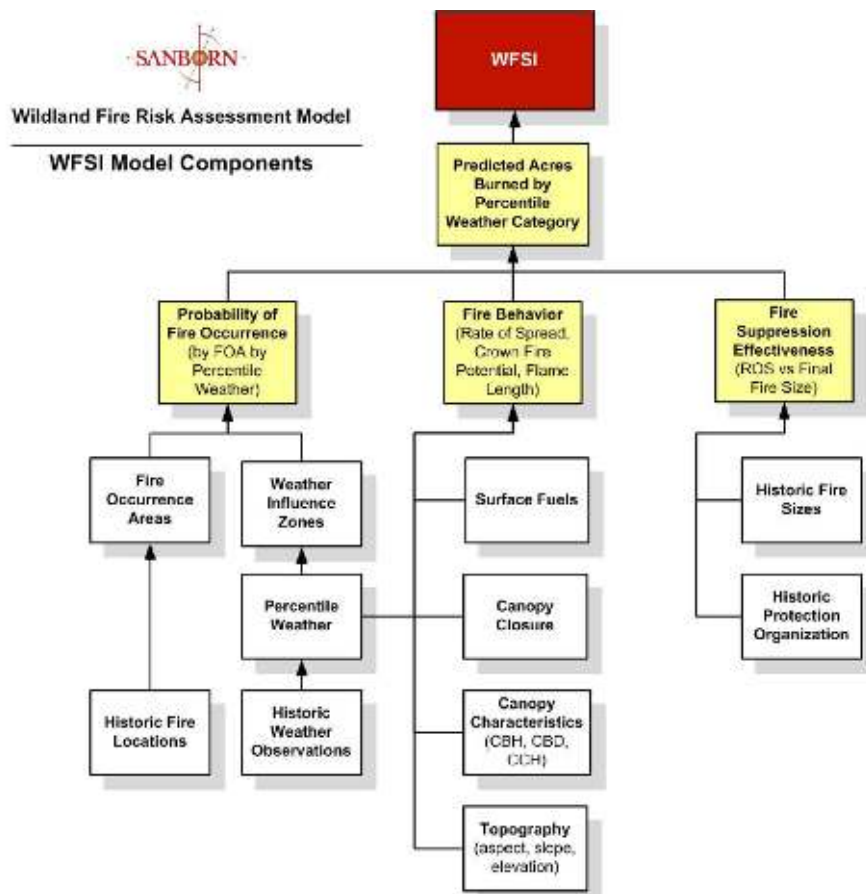 SANBORN
Wildland Fire Risk Assessment Model
WFSI Model Components
WFSI
Predicted Acres
Burned by
Percentile
Weather Category
Probability of
Fire Occurrence
(by FOA by
Percentile
Weather)
Fire Behavior
(Rate of Spread,
Crown Fire
Potential, Flame
Length)
Fire
Suppression
Effectiveness
(ROS vs Final
Fire Size)
Fire
Occurrence
Areas
Weather
Influence
Zones
Surface Fuels
Historic Fire
Sizes
Percentile
Weather
Canopy
Closure
Historic
Protection
Organization
Historic Fire
Locations
Historic
Weather
Observations
Canopy
Characteristics
(CBH, CBD,
CCH)
Topography
(aspect, slope,
elevation)